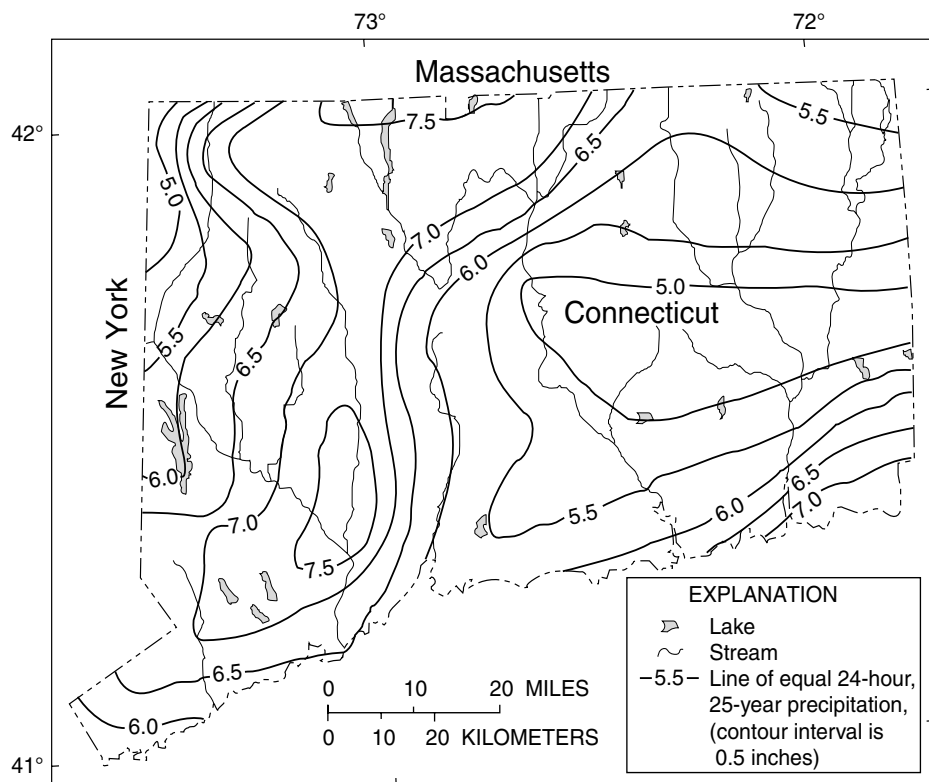 73° 72°
Massachusetts
42°
7.5
5.5
6.5
5.0
7.0
6.0
5.0
Connecticut
New York
5.5
6.5
6.0
6.5
7.0
5.5
6.0
7.0
7.5
EXPLANATION
Lake
Stream
6.5
–5.5– Line of equal 24-hour,
25-year precipitation,
(contour interval is
0.5 inches)
0 10 20 MILES
0 10 20 KILOMETERS
6.0
41°